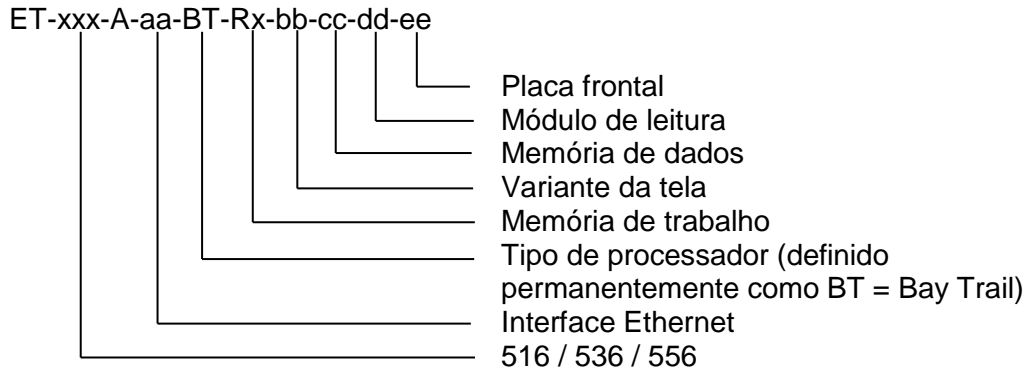 ET-xxx-A-aa-BT-Rx-bb-cc-dd-ee
Placa frontal
Módulo de leitura
Memória de dados
Variante da tela
Memória de trabalho
Tipo de processador (definido
permanentemente como BT = Bay Trail)
Interface Ethernet
516 / 536 / 556